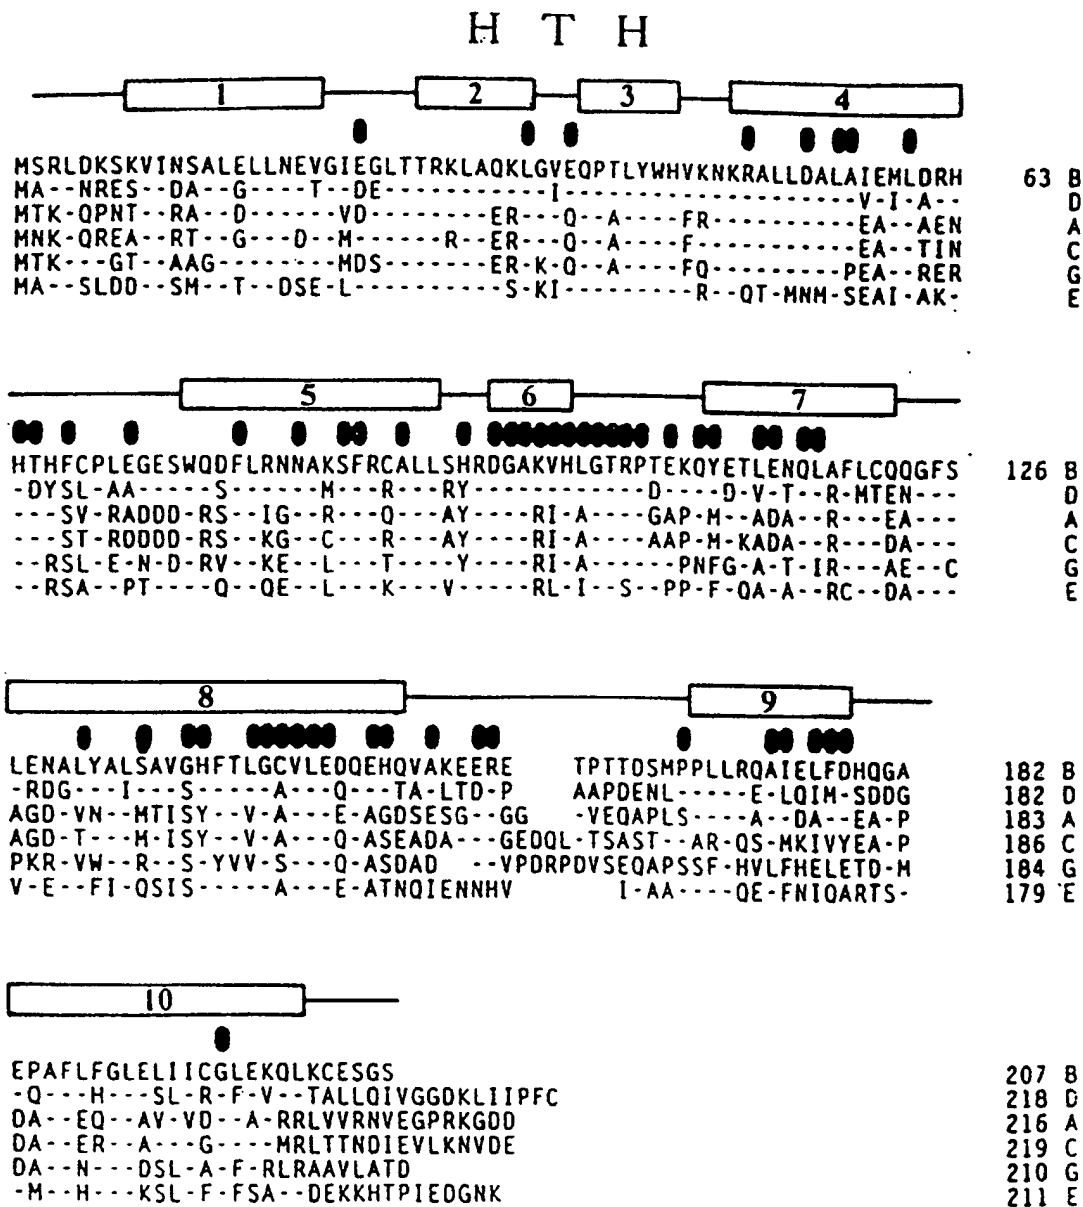 H T H
1 2 3 4
MSRLDKSKVINSALELLNEVGIEGLTTRKLAQKLGVEQPTLYWHVKNKRALLDALAIEMLDRH 63 B
MA--NRES--DA--G----T--DE----------I------------------V-I-A-- D
MTK-QPNT--RA--D-----VD--------ER---Q--A----FR---------EA--AEN A
MNK-QREA--RT--G---D--M------R--ER---Q--A----F----------EA--TIN C
MTK---GT--AAG-------MDS-------ER-K-Q--A----FQ--------PEA--RER G
MA--SLDD--SM--T--DSE-L---------S-KI--------R--QT-MNM-SEAI-AK- E
5 6 7
HTHFCPLEGESWQDFLRNNAKSFRCALLSHRDGAKVHLGTRPTEKQYETLENQLAFLCQQGFS 126 B
-DYSL-AA-----S------M---R---RY-----------D----D-V-T--R-MTEN--- D
---SV-RADDD-RS--IG--R---Q---AY-----RI-A----GAP-M--ADA--R---EA--- A
---ST-RDDDD-RS--KG--C---R---AY-----RI-A----AAP-M-KADA--R---DA--- C
--RSL-E-N-D-RV--KE--L---T----Y-----RI-A------PNFG-A-T-IR---AE--C G
--RSA--PT----Q--QE--L---K---V-----RL-I--S--PP-F-QA-A--RC--DA--- E
8 9
LENALYALSAVGHFTLGCVLEDQEHQVAKEERE TPTTDSMPPLLRQAIELFDHQGA 182 B
-RDG---I---S-----A---Q---TA-LTD-P AAPDENL-----E-LQIM-SDDG 182 D
AGD-VN--MTISY--V-A---E-AGDSESG--GG -VEQAPLS----A--DA--EA-P 183 A
AGD-T---M-ISY--V-A---Q-ASEADA---GEDQL-TSAST--AR-QS-MKIVYEA-P 186 C
PKR-VW--R--S-YVV-S---Q-ASDAD --VPDRPDVSEQAPSSF-HVLFHELETD-M 184 G
V-E--FI-QSIS-----A---E-ATNQIENNHV I-AA----QE-FNIQARTS- 179 E
10
EPAFLFGLELIICGLEKQLKCESGS 207 B
-Q---H---SL-R-F-V--TALLQIVGGDKLIIPFC 218 D
DA--EQ--AV-VD--A-RRLVVRNVEGPRKGDD 216 A
DA--ER--A---G----MRLTTNDIEVLKNVDE 219 C
DA--N---DSL-A-F-RLRAAVLATD 210 G
-M--H---KSL-F-FSA--DEKKHTPIEDGNK 211 E